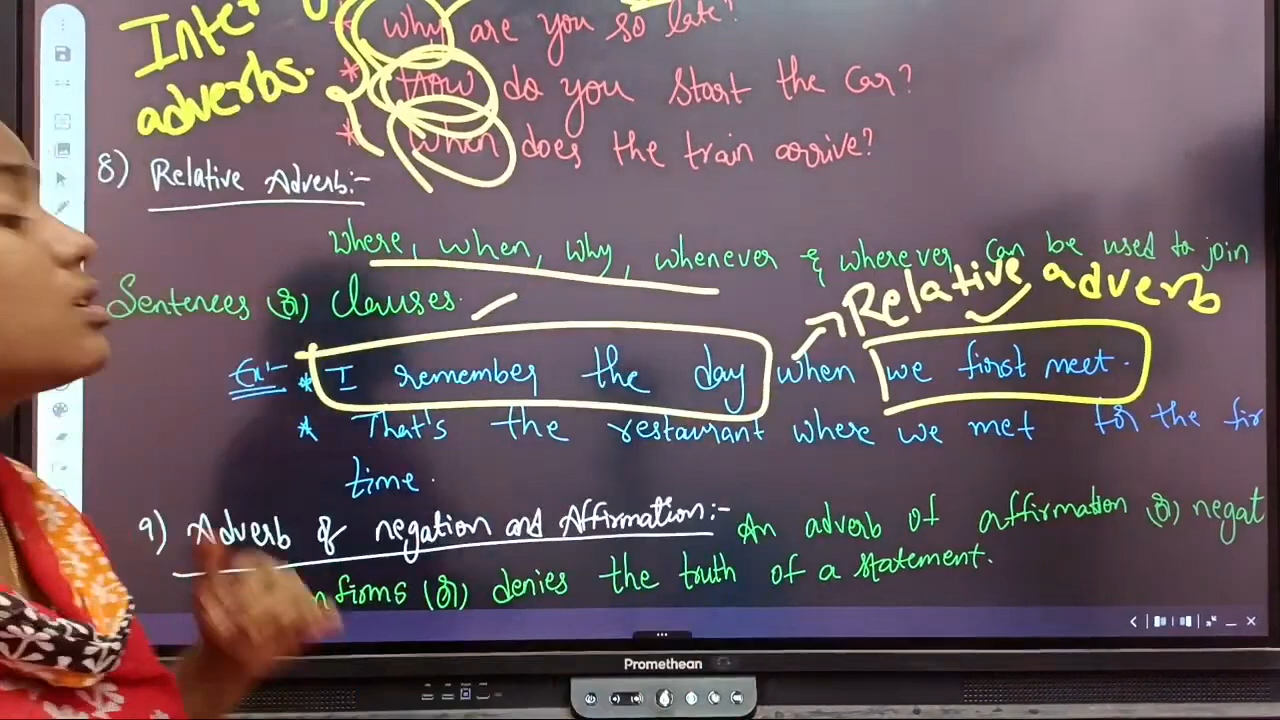 Inter
adverbs.
* Why are you so late?
* How do you start the Car?
* When does the train arrive?
8) Relative Adverb:-
Where, when, why, whenever & wherever can be used to join
Sentences (or) clauses.
Relative adverb
Ex:- * I remember the day when we first meet.
* That's the restaurant where we met for the fir
time.
9) Adverb of negation and Affirmation:- An adverb of affirmation (or) negat
nfirms (or) denies the truth of a statement.
Promethean